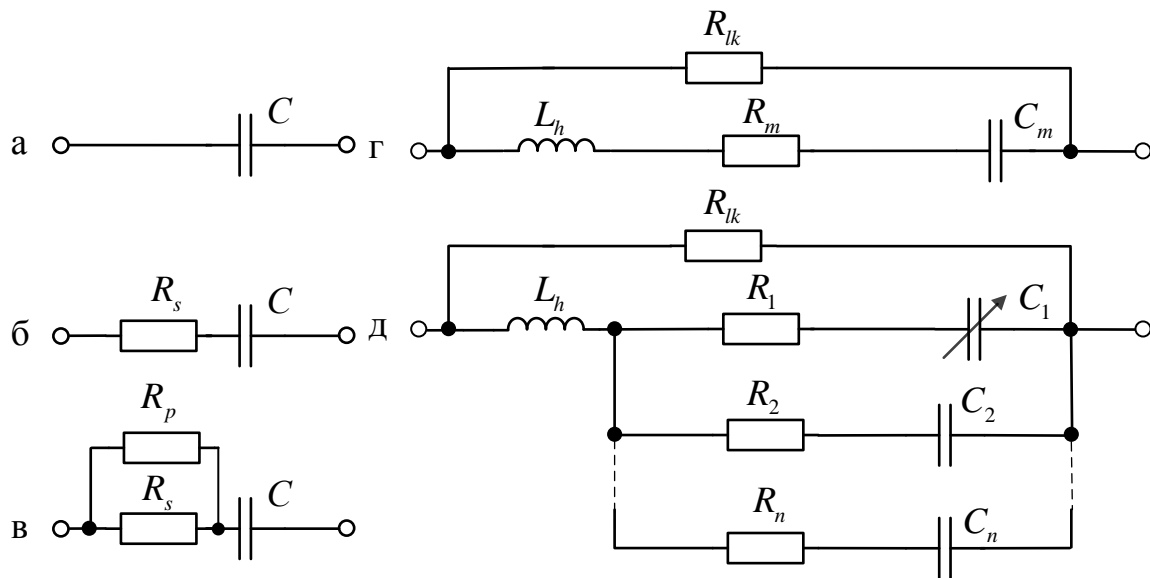 а
C
б
R_s
C
в
R_p
R_s
C
г
R_lk
L_h
R_m
C_m
д
R_lk
L_h
R_1
C_1
R_2
C_2
R_n
C_n